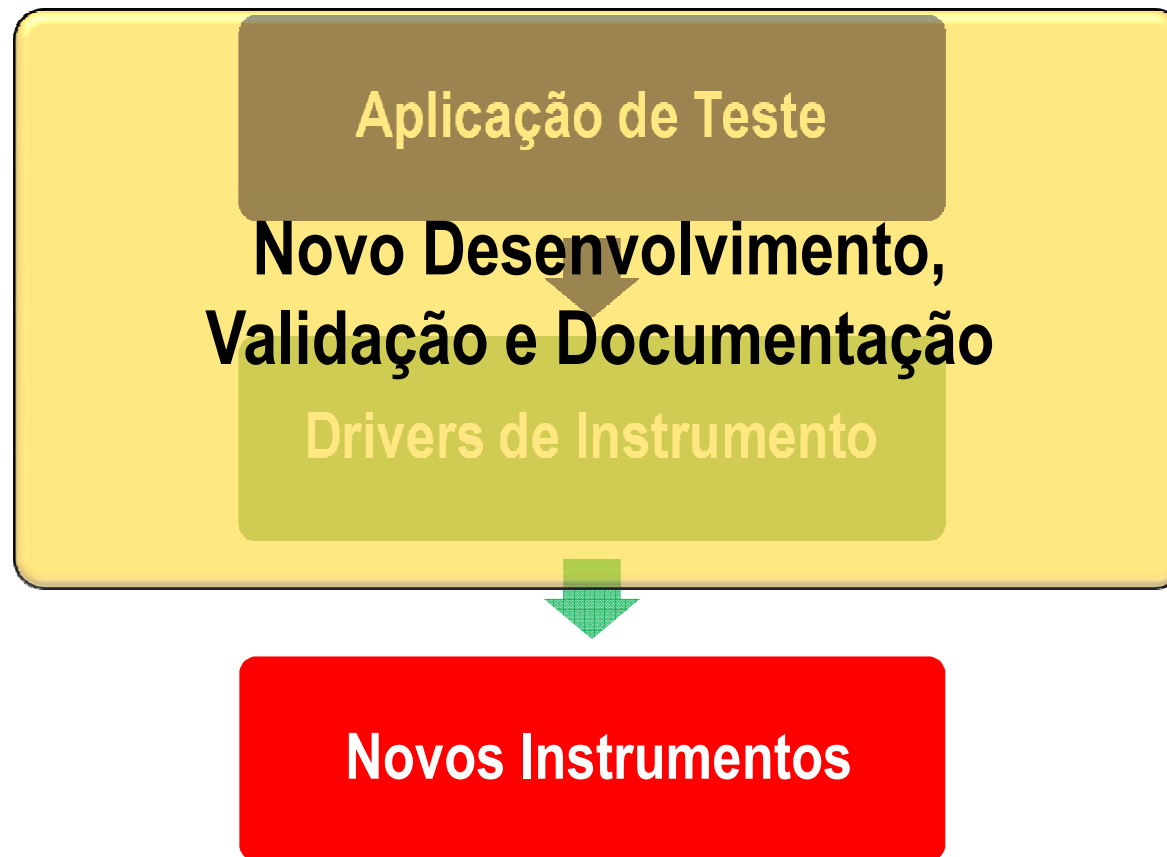 Aplicação de Teste
Novo Desenvolvimento,
Validação e Documentação
Drivers de Instrumento
Novos Instrumentos